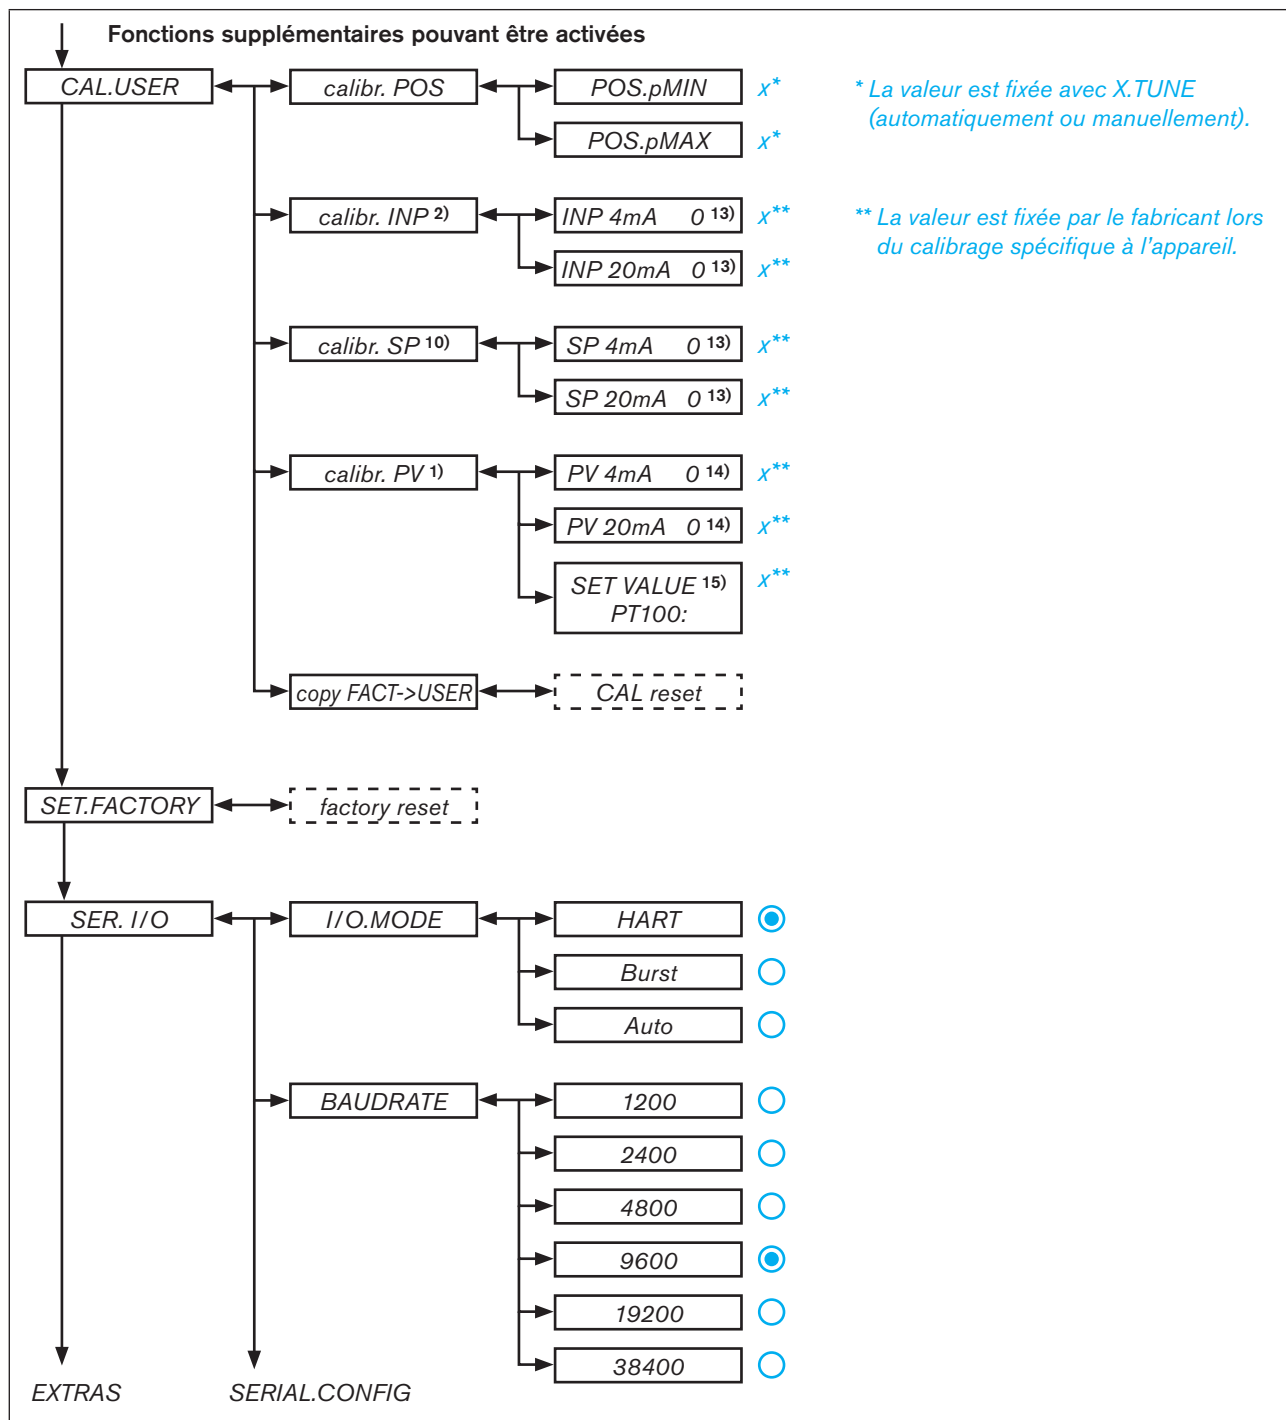 Fonctions supplémentaires pouvant être activées
CAL.USER calibr. POS POS.pMIN x* * La valeur est fixée avec X.TUNE
(automatiquement ou manuellement).
POS.pMAX x*
calibr. INP 2) INP 4mA 0 13) x** ** La valeur est fixée par le fabricant lors
du calibrage spécifique à l’appareil.
INP 20mA 0 13) x**
calibr. SP 10) SP 4mA 0 13) x**
SP 20mA 0 13) x**
calibr. PV 1) PV 4mA 0 14) x**
PV 20mA 0 14) x**
SET VALUE 15) x**
PT100:
copy FACT->USER CAL reset
SET.FACTORY factory reset
SER. I/O I/O.MODE HART
Burst
Auto
BAUDRATE 1200
2400
4800
9600
19200
38400
EXTRAS SERIAL.CONFIG